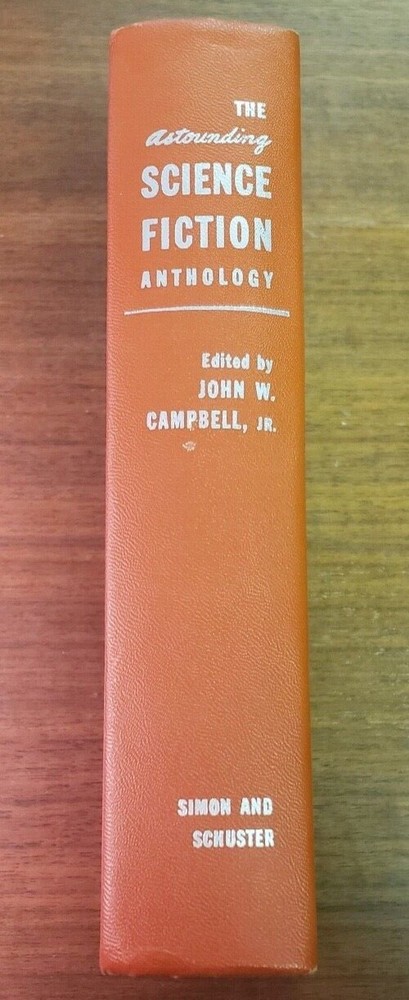 THE
astounding
SCIENCE
FICTION
ANTHOLOGY
Edited by
JOHN W.
CAMPBELL, JR.
SIMON AND
SCHUSTER